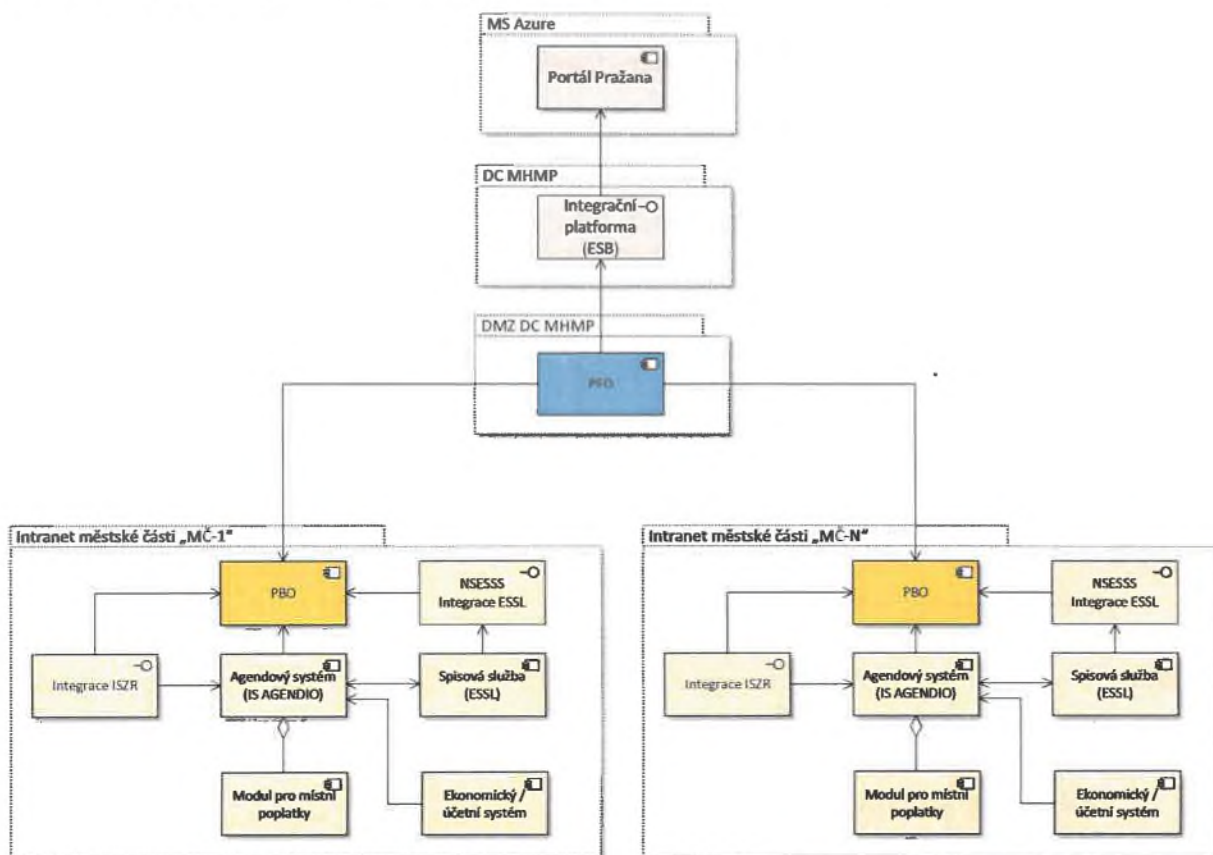 MS Azure
Portál Pražana
DC MHMP
Integrační
platforma
(ESB)
DMZ DC MHMP
PFO
Intranet městské části „MČ-1“
PBO
NSESSS
Integrace ESSL
Integrace ISZR
Agendový systém
(IS AGENDIO)
Spisová služba
(ESSL)
Modul pro místní
poplatky
Ekonomický /
účetní systém
Intranet městské části „MČ-N“
PBO
NSESSS
Integrace ESSL
Integrace ISZR
Agendový systém
(IS AGENDIO)
Spisová služba
(ESSL)
Modul pro místní
poplatky
Ekonomický /
účetní systém